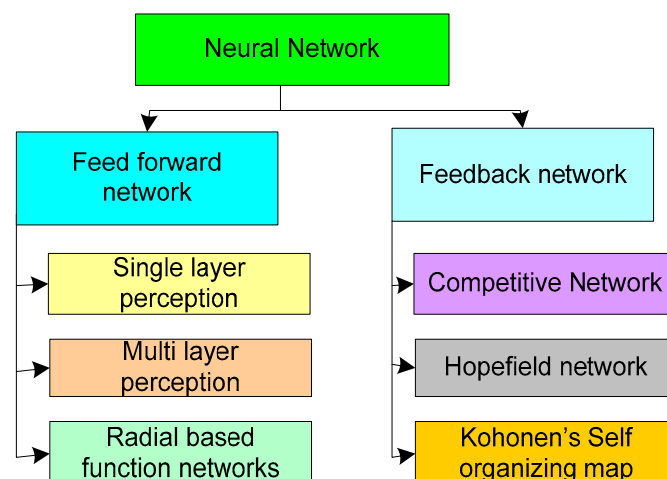 Neural Network
Feed forward
network
Feedback network
Single layer
perception
Competitive Network
Multi layer
perception
Hopefield network
Radial based
function networks
Kohonen's Self
organizing map